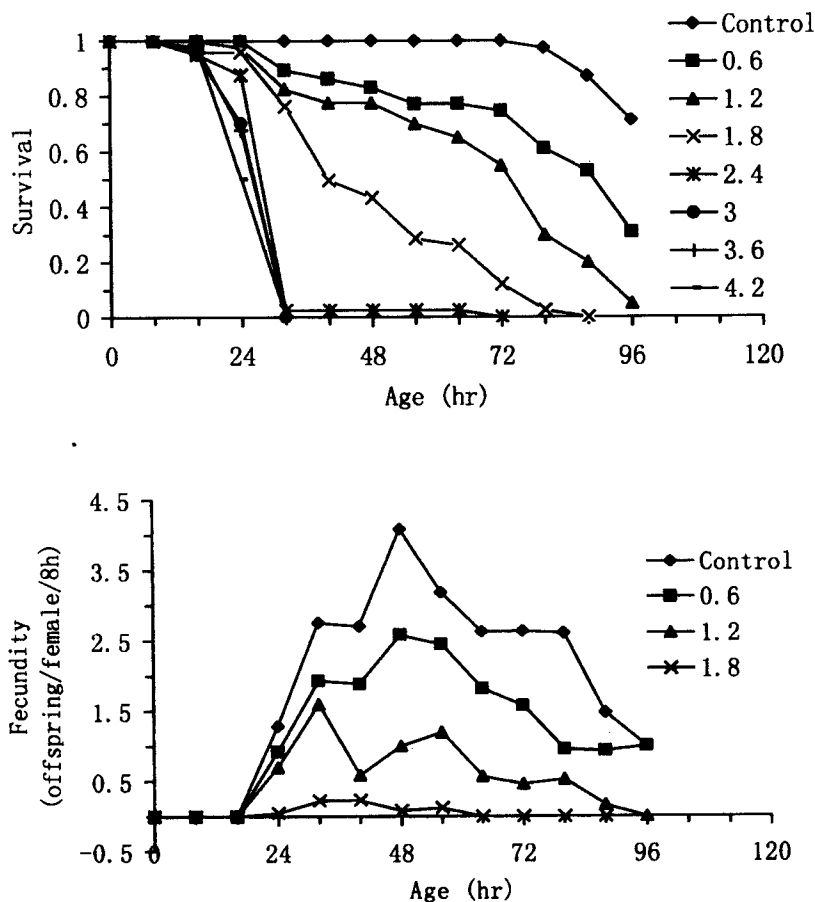 Control
0.6
1.2
1.8
2.4
3
3.6
4.2
1
0.8
0.6
0.4
0.2
0
Survival
0 24 48 72 96 120
Age (hr)
4.5
3.5
2.5
1.5
0.5
-0.5
Fecundity
(offspring/female/8h)
Control
0.6
1.2
1.8
0 24 48 72 96 120
Age (hr)